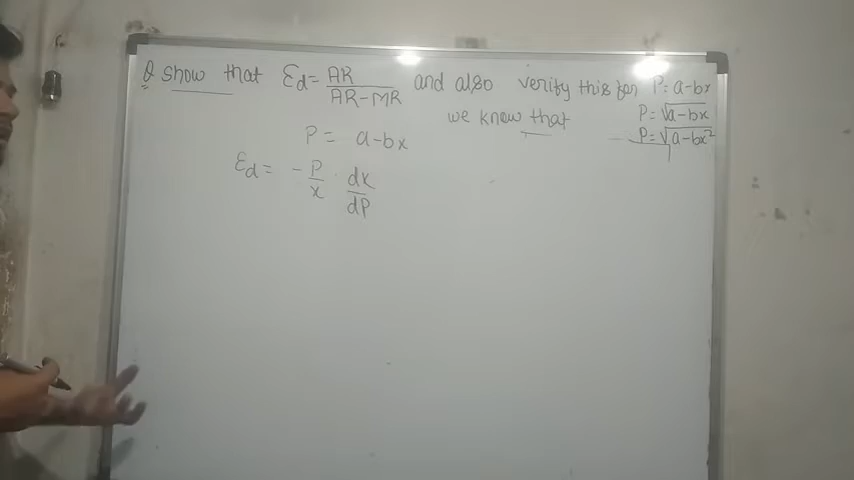 Q show that Ed = AR / AR - MR and also verify this for P = a - bx
P = √a - bx
P = √a - bx²
we know that
P = a - bx
Ed = - P/x · dx/dP